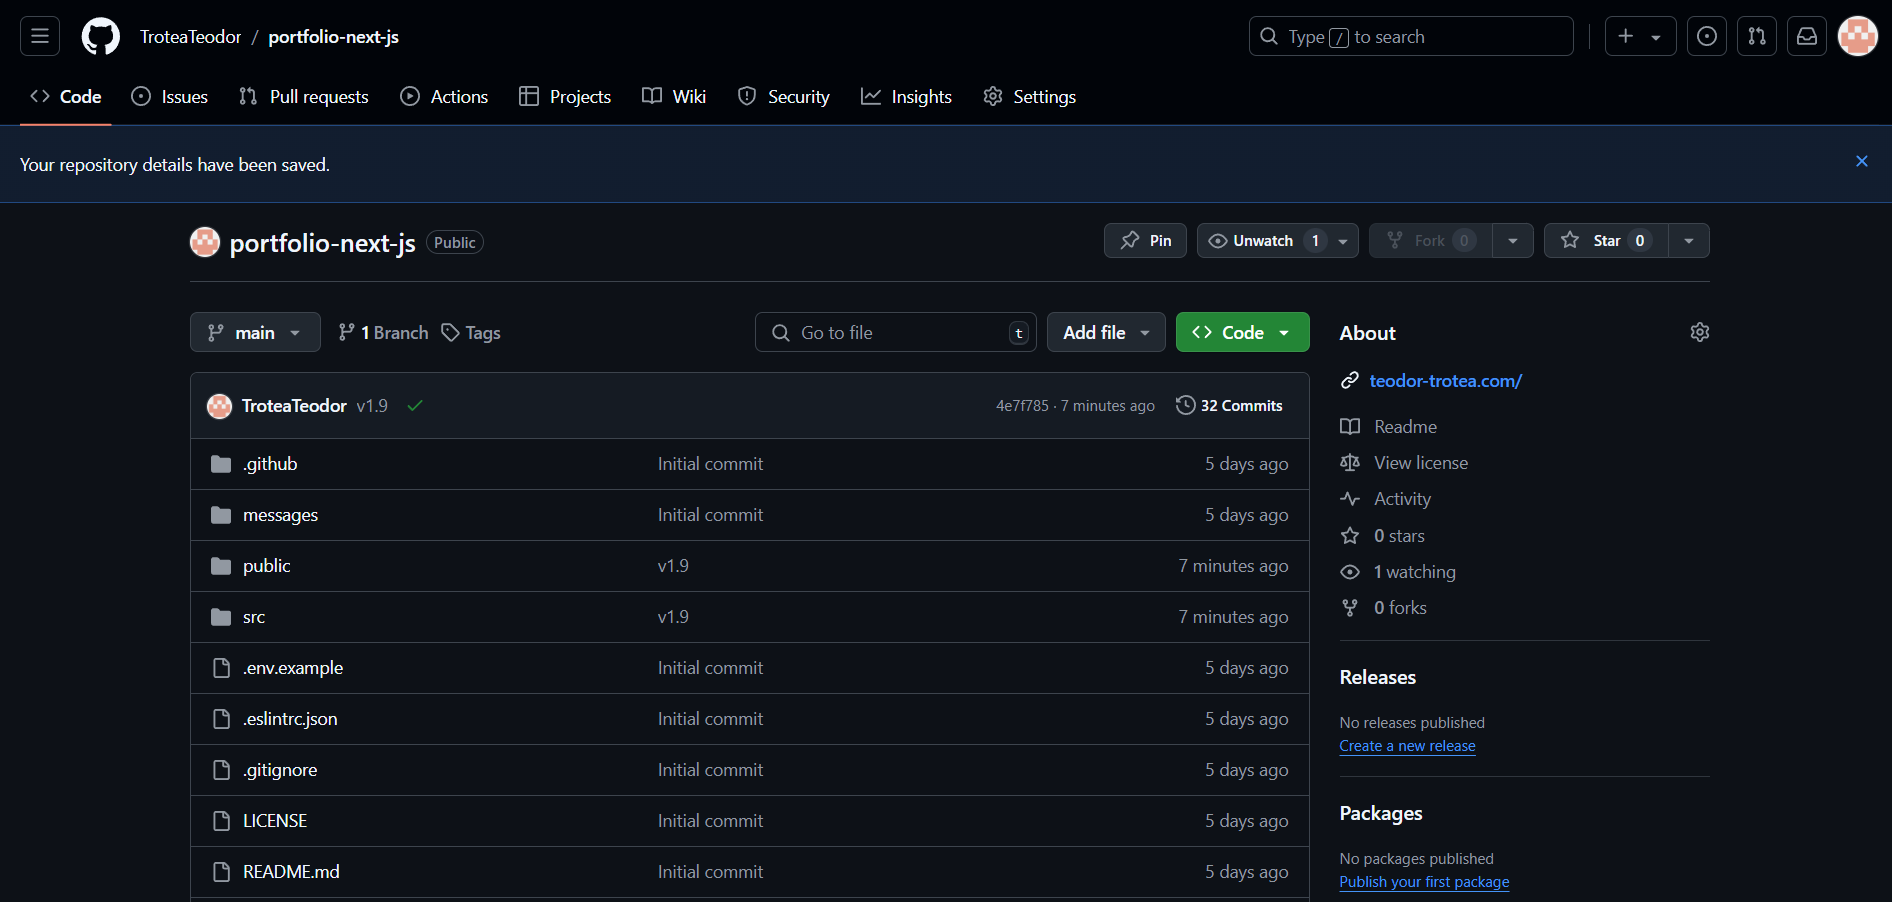 TroteaTeodor / portfolio-next-js
Type / to search
Code Issues Pull requests Actions Projects Wiki Security Insights Settings
Your repository details have been saved.
portfolio-next-js Public
Pin Unwatch 1 Fork 0 Star 0
main 1 Branch Tags
Go to file t Add file Code
TroteaTeodor v1.9 4e7f785 · 7 minutes ago 32 Commits
.github Initial commit 5 days ago
messages Initial commit 5 days ago
public v1.9 7 minutes ago
src v1.9 7 minutes ago
.env.example Initial commit 5 days ago
.eslintrc.json Initial commit 5 days ago
.gitignore Initial commit 5 days ago
LICENSE Initial commit 5 days ago
README.md Initial commit 5 days ago
About
teodor-trotea.com/
Readme
View license
Activity
0 stars
1 watching
0 forks
Releases
No releases published
Create a new release
Packages
No packages published
Publish your first package